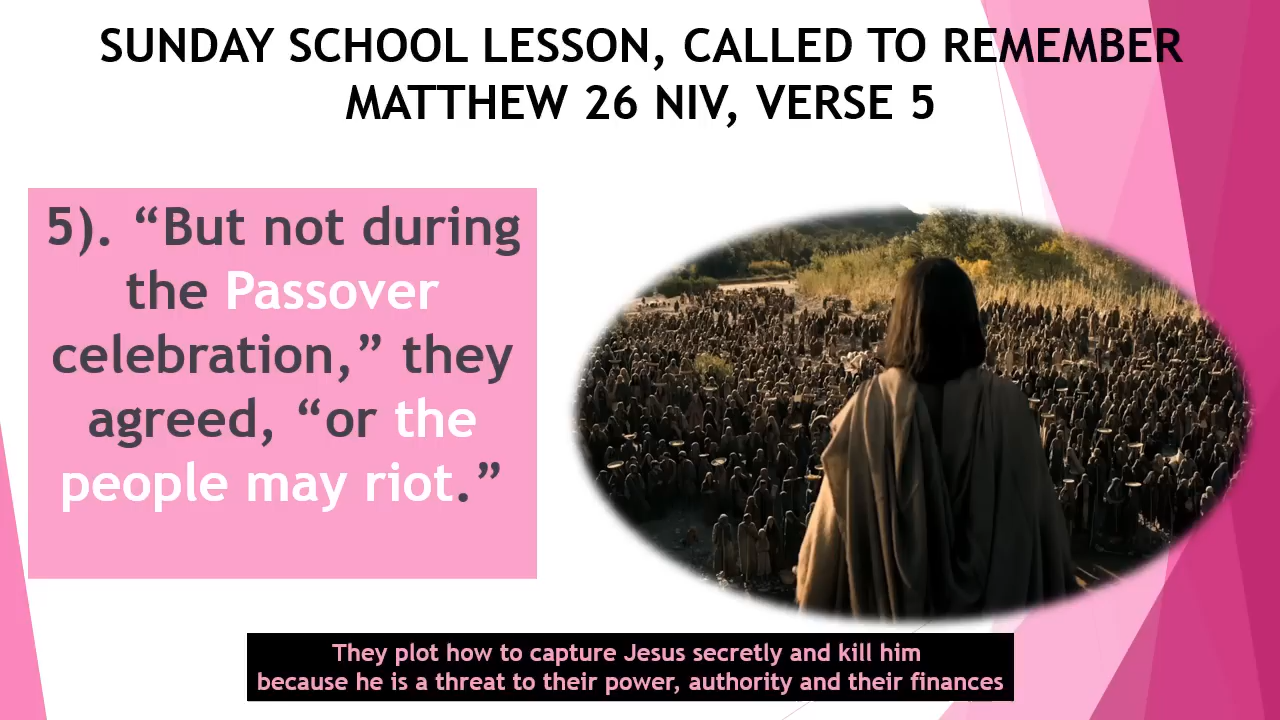 SUNDAY SCHOOL LESSON, CALLED TO REMEMBER
MATTHEW 26 NIV, VERSE 5
5). “But not during
the Passover
celebration,” they
agreed, “or the
people may riot.”
They plot how to capture Jesus secretly and kill him
because he is a threat to their power, authority and their finances